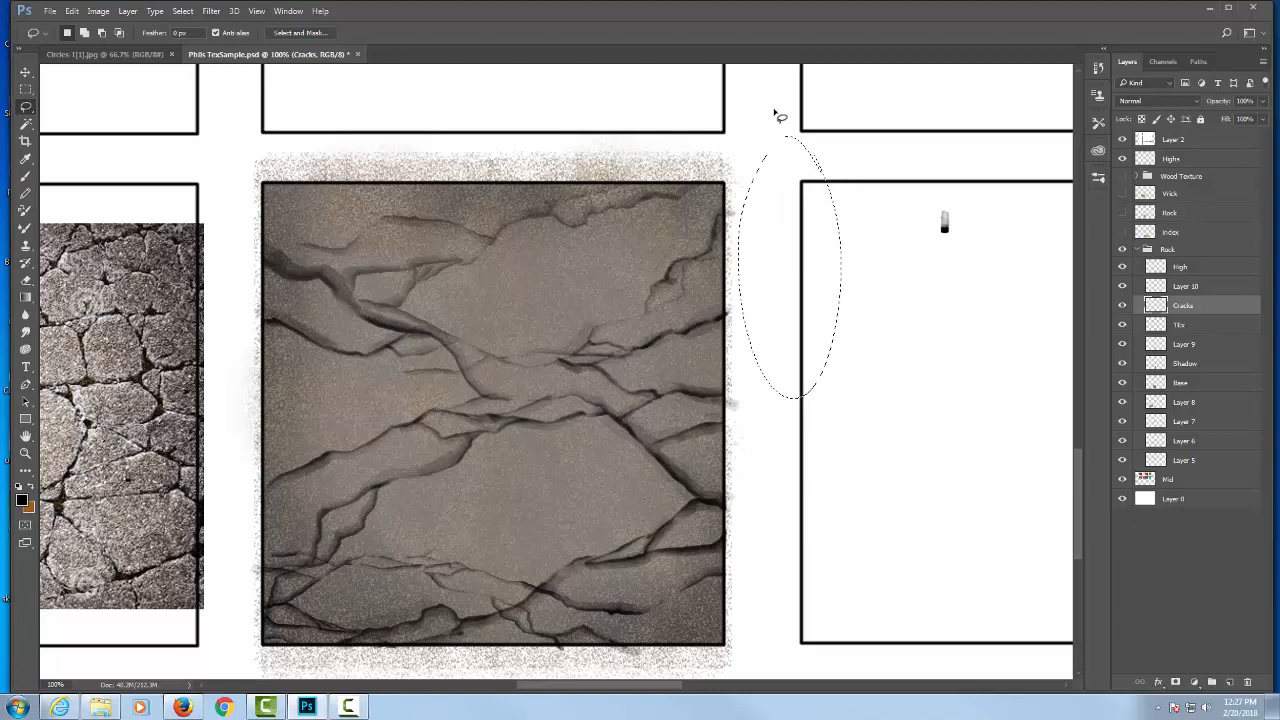 Ps File Edit Image Layer Type Select Filter 3D View Window Help
Feather: 0 px Anti-alias Select and Mask...
Circles 1[1].jpg @ 66.7% (RGB/8#) × Phils TexSample.psd @ 100% (Cracks, RGB/8) * ×
Layers Channels Paths
Kind
Normal Opacity: 100%
Lock: Fill: 100%
Layer 2
Highs
Wood Texture
Vrick
Rock
Index
Rock
High
Layer 10
Cracks
TEx
Layer 9
Shadow
Base
Layer 8
Layer 7
Layer 6
Layer 5
Mid
Layer 0
100% Doc: 48.2M/212.3M
12:27 PM
2/20/2018